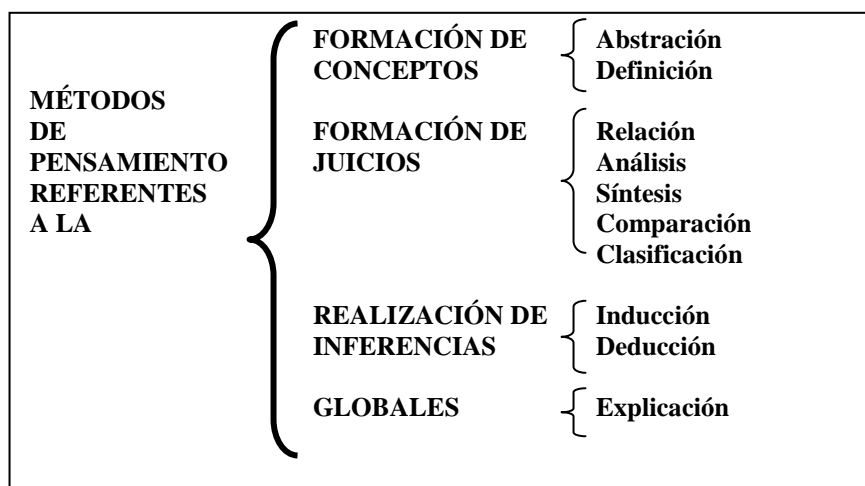 MÉTODOS
DE
PENSAMIENTO
REFERENTES
A LA
FORMACIÓN DE
CONCEPTOS
Abstración
Definición
FORMACIÓN DE
JUICIOS
Relación
Análisis
Síntesis
Comparación
Clasificación
REALIZACIÓN DE
INFERENCIAS
Inducción
Deducción
GLOBALES
Explicación